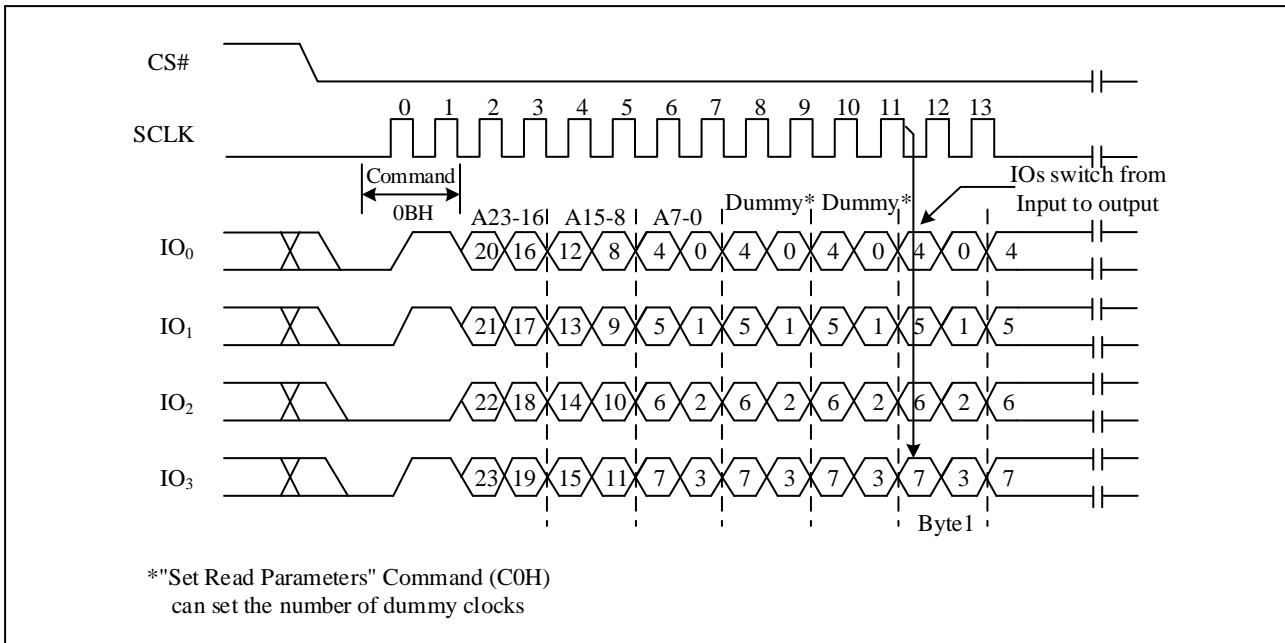 CS#
0 1 2 3 4 5 6 7 8 9 10 11 12 13
SCLK
Command
0BH
IOs switch from
Input to output
A23-16 A15-8 A7-0 Dummy* Dummy*
IO0 20 16 12 8 4 0 4 0 4 0 4 0 4
IO1 21 17 13 9 5 1 5 1 5 1 5 1 5
IO2 22 18 14 10 6 2 6 2 6 2 6 2 6
IO3 23 19 15 11 7 3 7 3 7 3 7 3 7
Byte1
*"Set Read Parameters" Command (C0H)
can set the number of dummy clocks